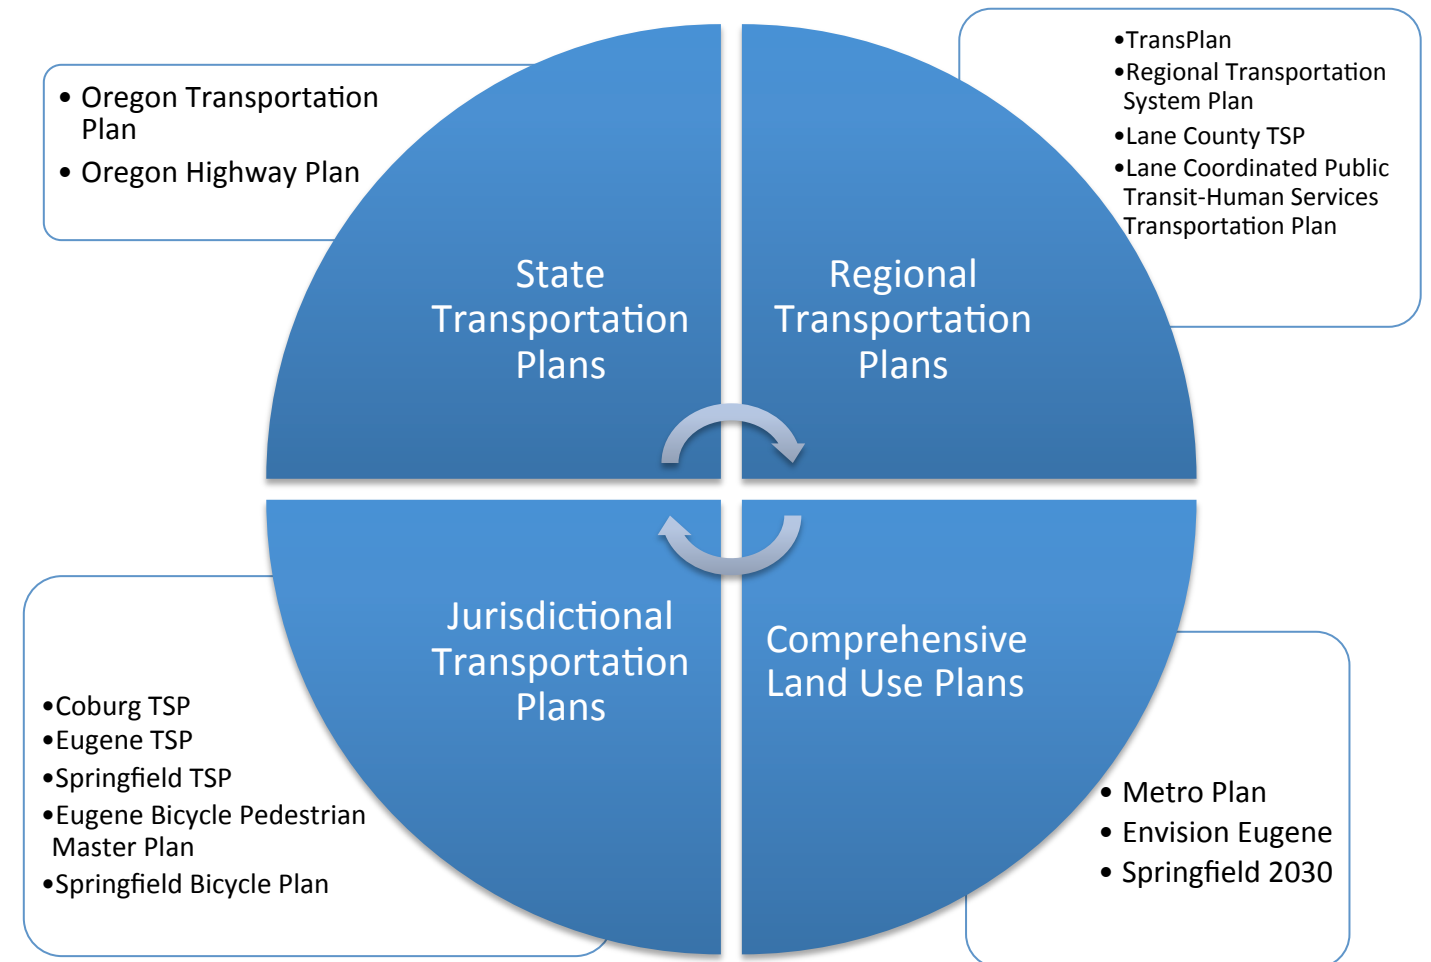 • Oregon Transportation
Plan
• Oregon Highway Plan
State
Transportation
Plans
•TransPlan
•Regional Transportation
System Plan
•Lane County TSP
•Lane Coordinated Public
Transit-Human Services
Transportation Plan
Regional
Transportation
Plans
Jurisdictional
Transportation
Plans
•Coburg TSP
•Eugene TSP
•Springfield TSP
•Eugene Bicycle Pedestrian
Master Plan
•Springfield Bicycle Plan
Comprehensive
Land Use Plans
• Metro Plan
• Envision Eugene
• Springfield 2030